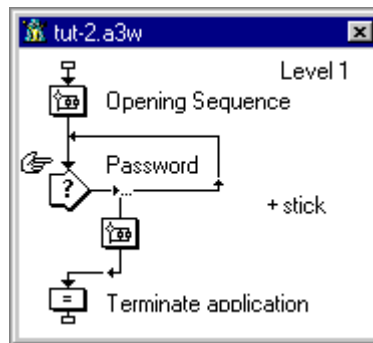 tut-2.a3w
Level 1
Opening Sequence
Password
?
+ stick
=
Terminate application